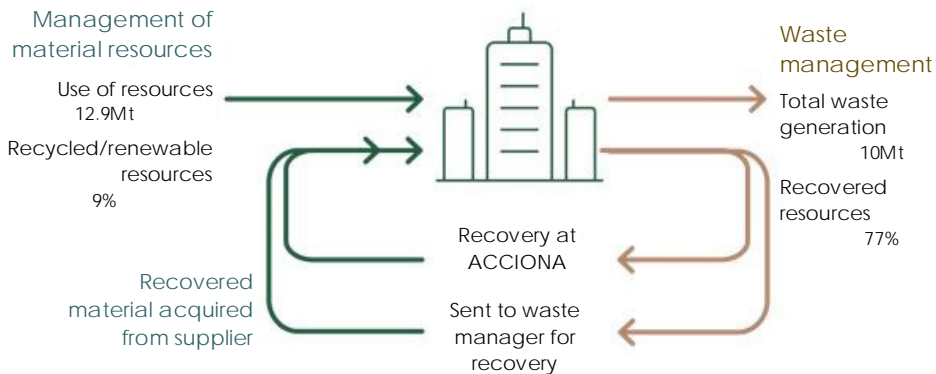 Management of
material resources
Use of resources
12.9Mt
Recycled/renewable
resources
9%
Recovered
material acquired
from supplier
Recovery at
ACCIONA
Sent to waste
manager for
recovery
Waste
management
Total waste
generation
10Mt
Recovered
resources
77%